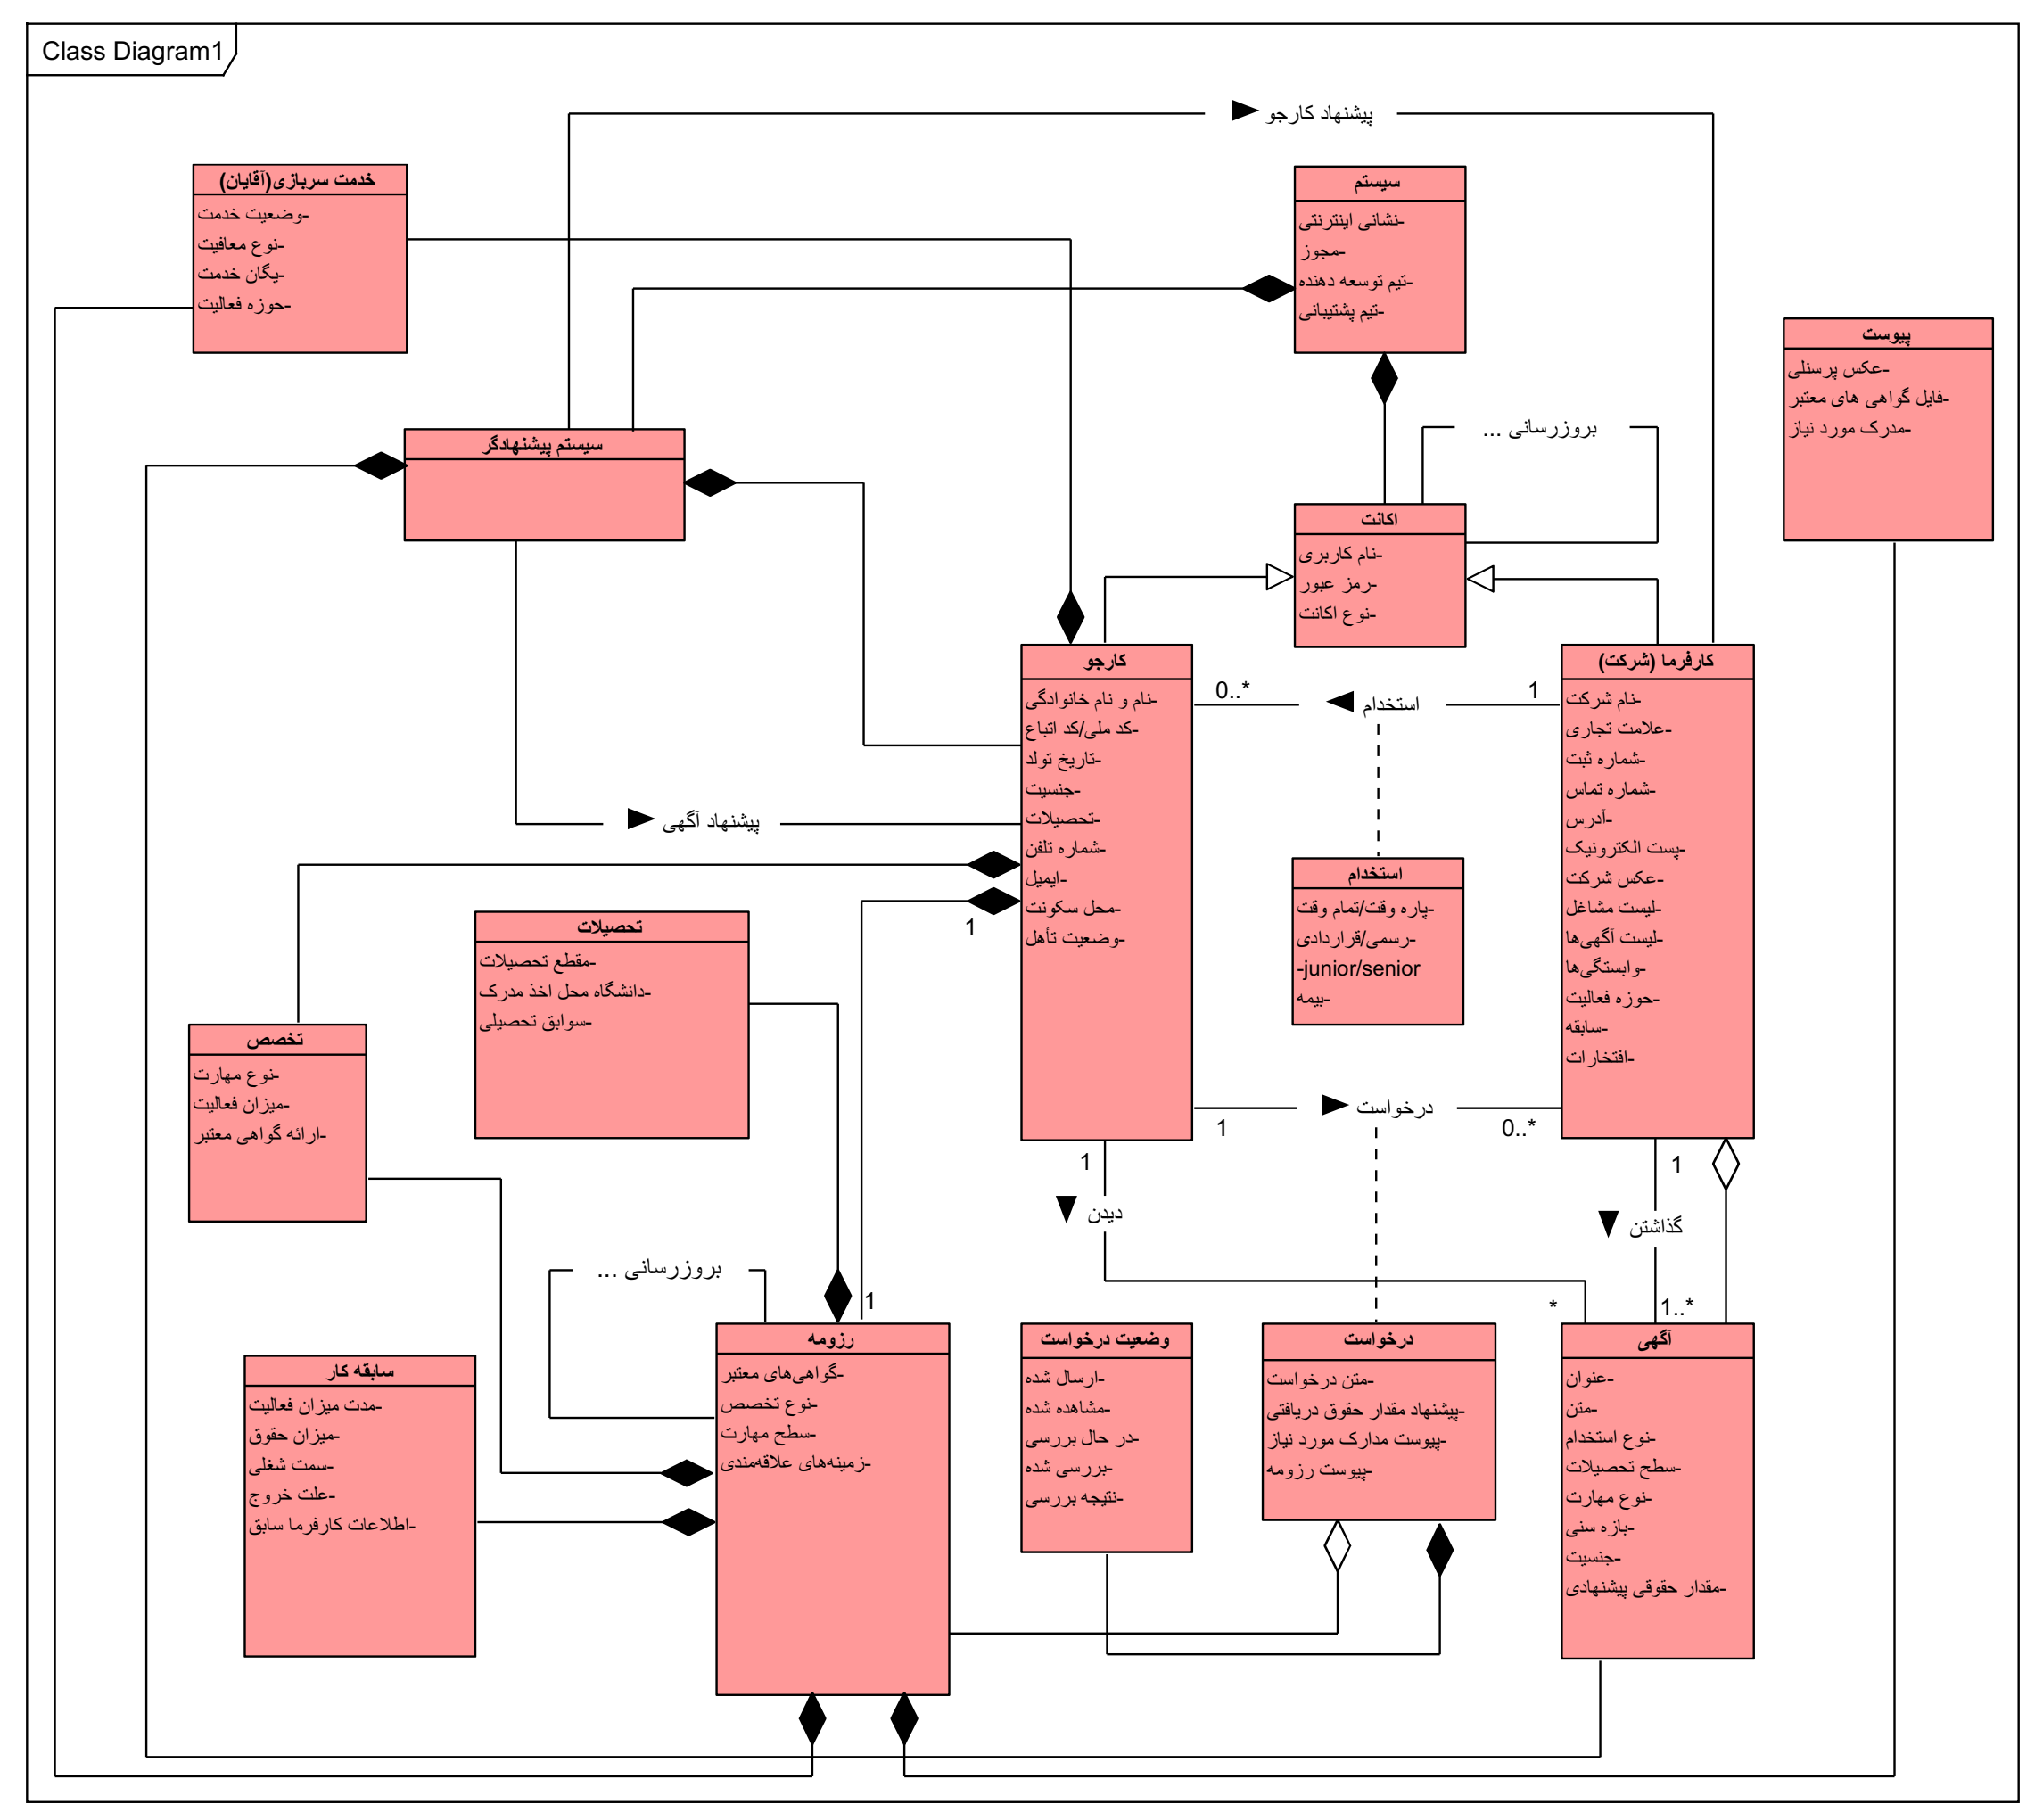 Class Diagram1
پیشنهاد کارجو
خدمت سربازی(آقایان)
-وضعیت خدمت
-نوع معافیت
-یگان خدمت
-حوزه فعالیت
سیستم
-نشانی اینترنتی
-مجوز
-تیم توسعه دهنده
-تیم پشتیبانی
پیوست
-عکس پرسنلی
-فایل گواهی های معتبر
-مدرک مورد نیاز
سیستم پیشنهادگر
بروزرسانی ...
اکانت
-نام کاربری
-رمز عبور
-نوع اکانت
کارجو
-نام و نام خانوادگی
-کد ملی/کد اتباع
-تاریخ تولد
-جنسیت
-تحصیلات
-شماره تلفن
-ایمیل
-محل سکونت
-وضعیت تأهل
0..*
استخدام
1
کارفرما (شرکت)
-نام شرکت
-علامت تجاری
-شماره ثبت
-شماره تماس
-آدرس
-پست الکترونیک
-عکس شرکت
-لیست مشاغل
-لیست آگهی‌ها
-وابستگی‌ها
-حوزه فعالیت
-سابقه
-افتخارات
پیشنهاد آگهی
استخدام
-پاره وقت/تمام وقت
-رسمی/قراردادی
-junior/senior
-بیمه
1
تحصیلات
-مقطع تحصیلات
-دانشگاه محل اخذ مدرک
-سوابق تحصیلی
تخصص
-نوع مهارت
-میزان فعالیت
-ارائه گواهی معتبر
1
درخواست
0..*
1
دیدن
*
1
گذاشتن
1..*
بروزرسانی ...
1
رزومه
-گواهی‌های معتبر
-نوع تخصص
-سطح مهارت
-زمینه‌های علاقه‌مندی
سابقه کار
-مدت میزان فعالیت
-میزان حقوق
-سمت شغلی
-علت خروج
-اطلاعات کارفرما سابق
وضعیت درخواست
-ارسال شده
-مشاهده شده
-در حال بررسی
-بررسی شده
-نتیجه بررسی
درخواست
-متن درخواست
-پیشنهاد مقدار حقوق دریافتی
-پیوست مدارک مورد نیاز
-پیوست رزومه
آگهی
-عنوان
-متن
-نوع استخدام
-سطح تحصیلات
-نوع مهارت
-بازه سنی
-جنسیت
-مقدار حقوقی پیشنهادی